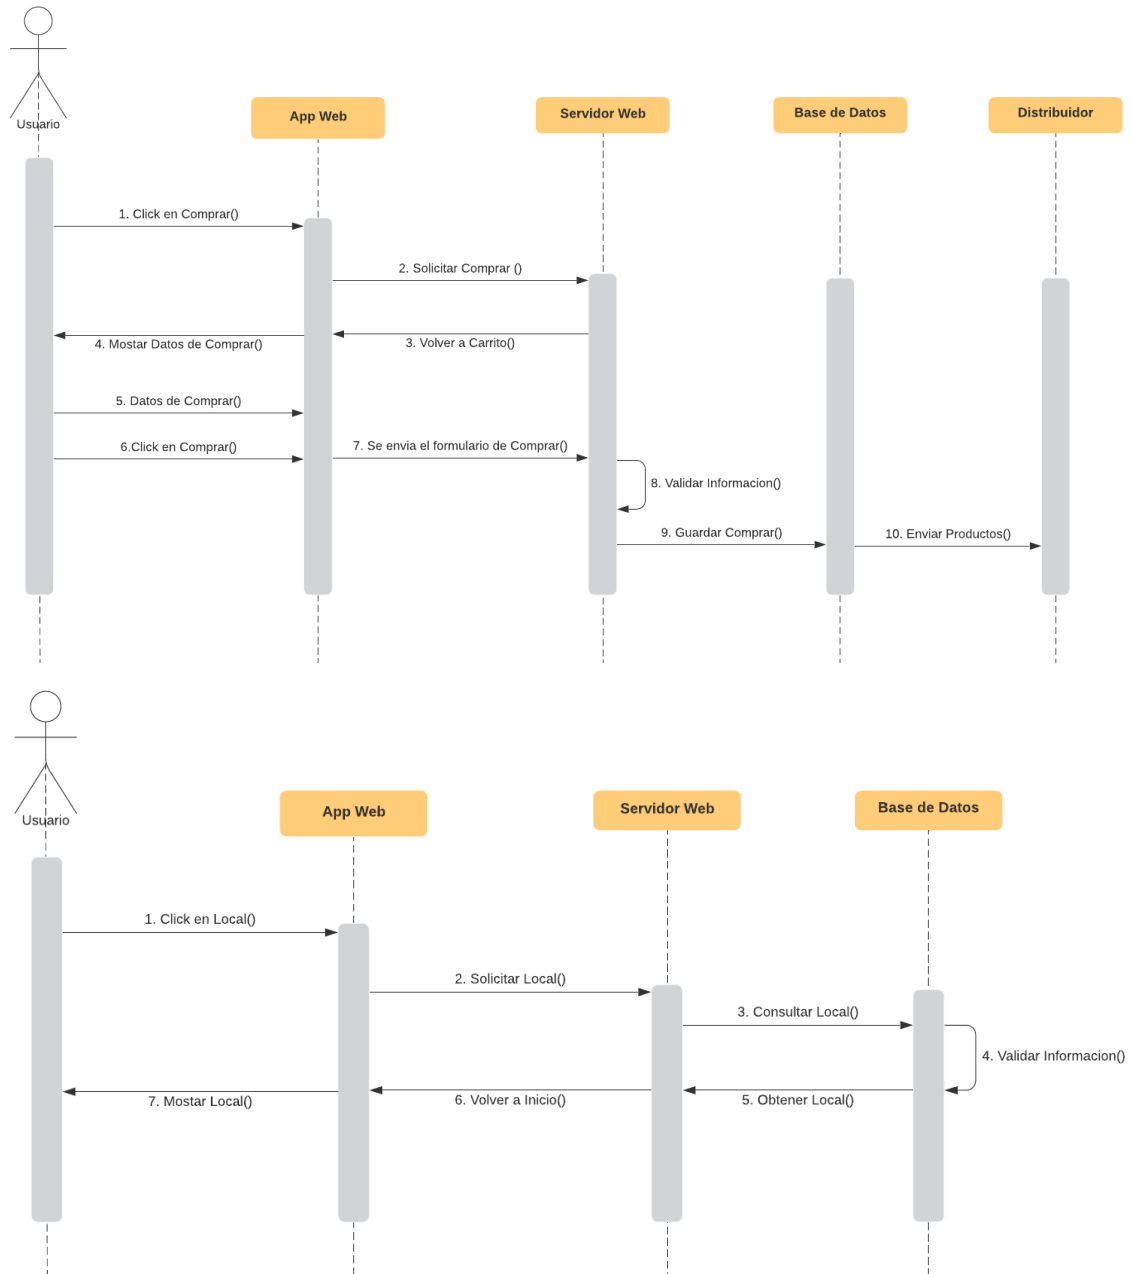 Usuario
App Web
Servidor Web
Base de Datos
Distribuidor
1. Click en Comprar()
2. Solicitar Comprar ()
3. Volver a Carrito()
4. Mostar Datos de Comprar()
5. Datos de Comprar()
6.Click en Comprar()
7. Se envia el formulario de Comprar()
8. Validar Informacion()
9. Guardar Comprar()
10. Enviar Productos()
Usuario
App Web
Servidor Web
Base de Datos
1. Click en Local()
2. Solicitar Local()
3. Consultar Local()
4. Validar Informacion()
5. Obtener Local()
6. Volver a Inicio()
7. Mostar Local()